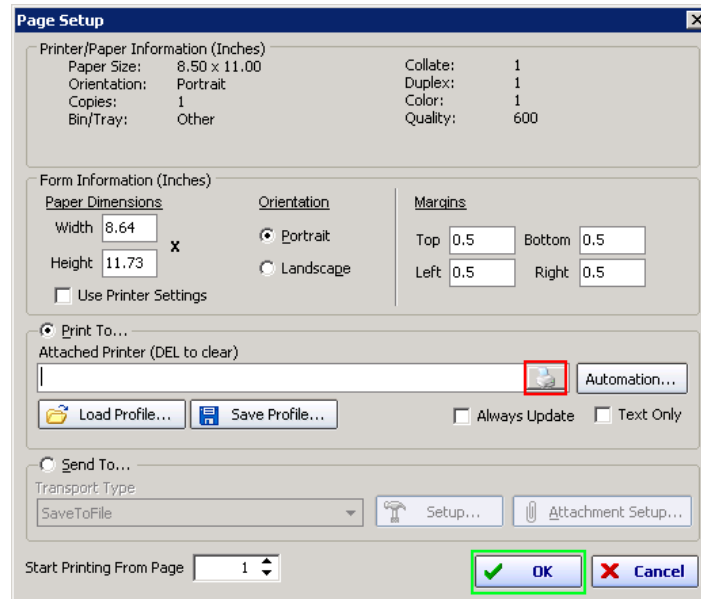 Page Setup
Printer/Paper Information (Inches)
Paper Size: 8.50 x 11.00 Collate: 1
Orientation: Portrait Duplex: 1
Copies: 1 Color: 1
Bin/Tray: Other Quality: 600
Form Information (Inches)
Paper Dimensions Orientation Margins
Width 8.64 X Portrait Top 0.5 Bottom 0.5
Height 11.73 Landscape Left 0.5 Right 0.5
Use Printer Settings
Print To...
Attached Printer (DEL to clear)
Automation...
Load Profile... Save Profile... Always Update Text Only
Send To...
Transport Type
SaveToFile Setup... Attachment Setup...
Start Printing From Page 1 OK Cancel